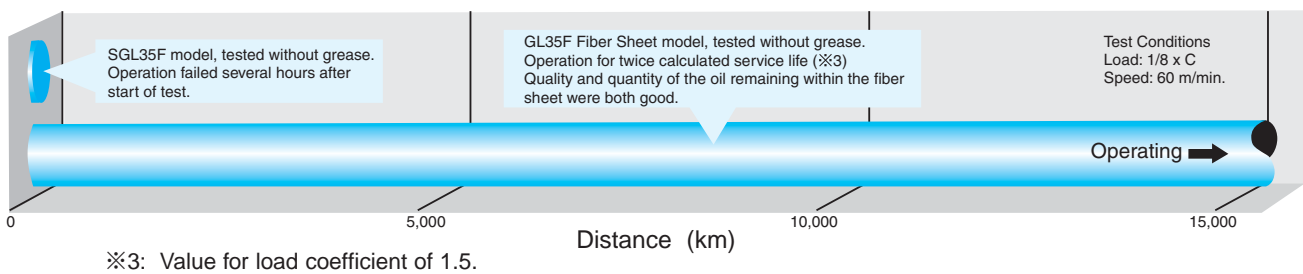 SGL35F model, tested without grease.
Operation failed several hours after
start of test.
GL35F Fiber Sheet model, tested without grease.
Operation for twice calculated service life (※3)
Quality and quantity of the oil remaining within the fiber
sheet were both good.
Test Conditions
Load: 1/8 x C
Speed: 60 m/min.
Operating
0
5,000
10,000
15,000
Distance (km)
※3: Value for load coefficient of 1.5.